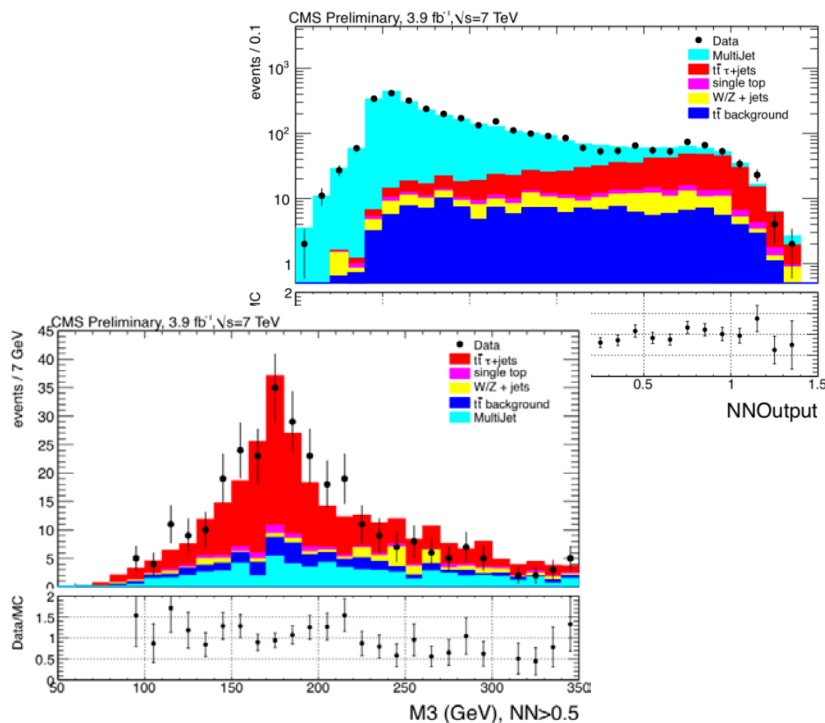 CMS Preliminary, 3.9 fb⁻¹,√s=7 TeV
events / 0.1
10³
10²
10
1
Data
MultiJet
tt̄ τ+jets
single top
W/Z + jets
tt̄ background
MC
2
0.5
1
1.5
NNOutput
CMS Preliminary, 3.9 fb⁻¹,√s=7 TeV
events / 7 GeV
45
40
35
30
25
20
15
10
5
Data
tt̄ τ+jets
single top
W/Z + jets
tt̄ background
MultiJet
Data/MC
2
1.5
1
0.5
0
50
100
150
200
250
300
350
M3 (GeV), NN>0.5